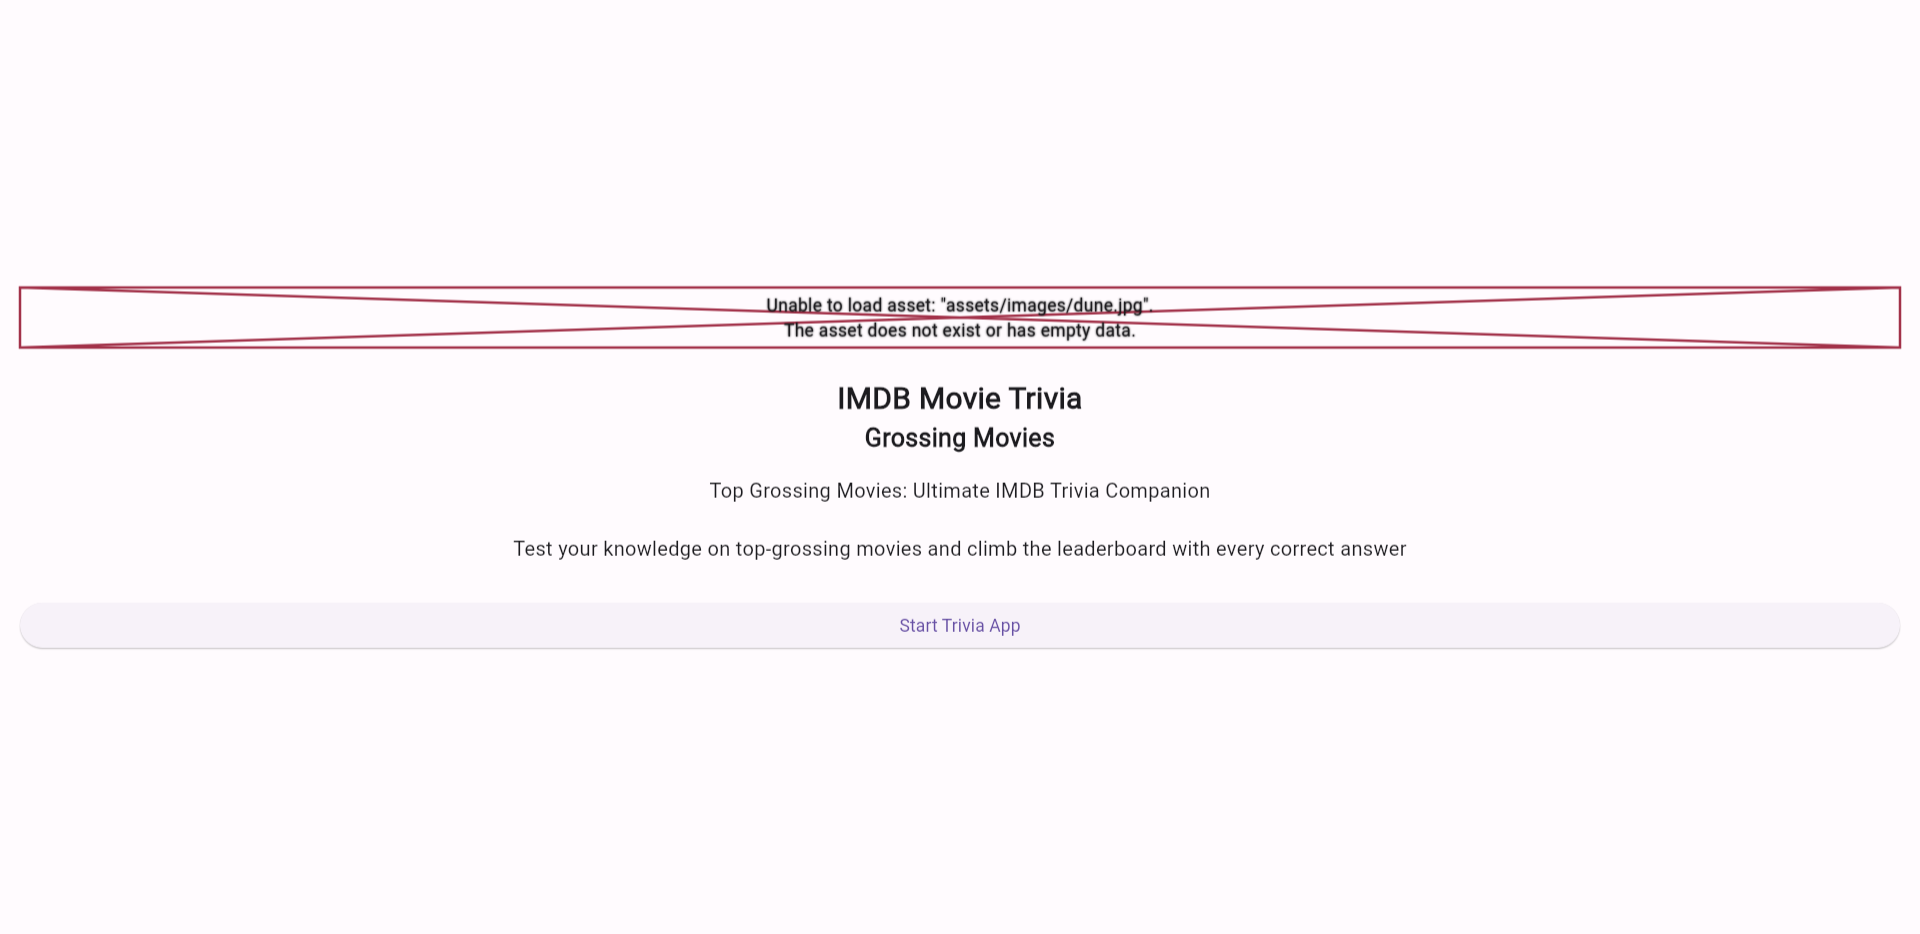 Unable to load asset: "assets/images/dune.jpg".
The asset does not exist or has empty data.
IMDB Movie Trivia
Grossing Movies
Top Grossing Movies: Ultimate IMDB Trivia Companion
Test your knowledge on top-grossing movies and climb the leaderboard with every correct answer
Start Trivia App